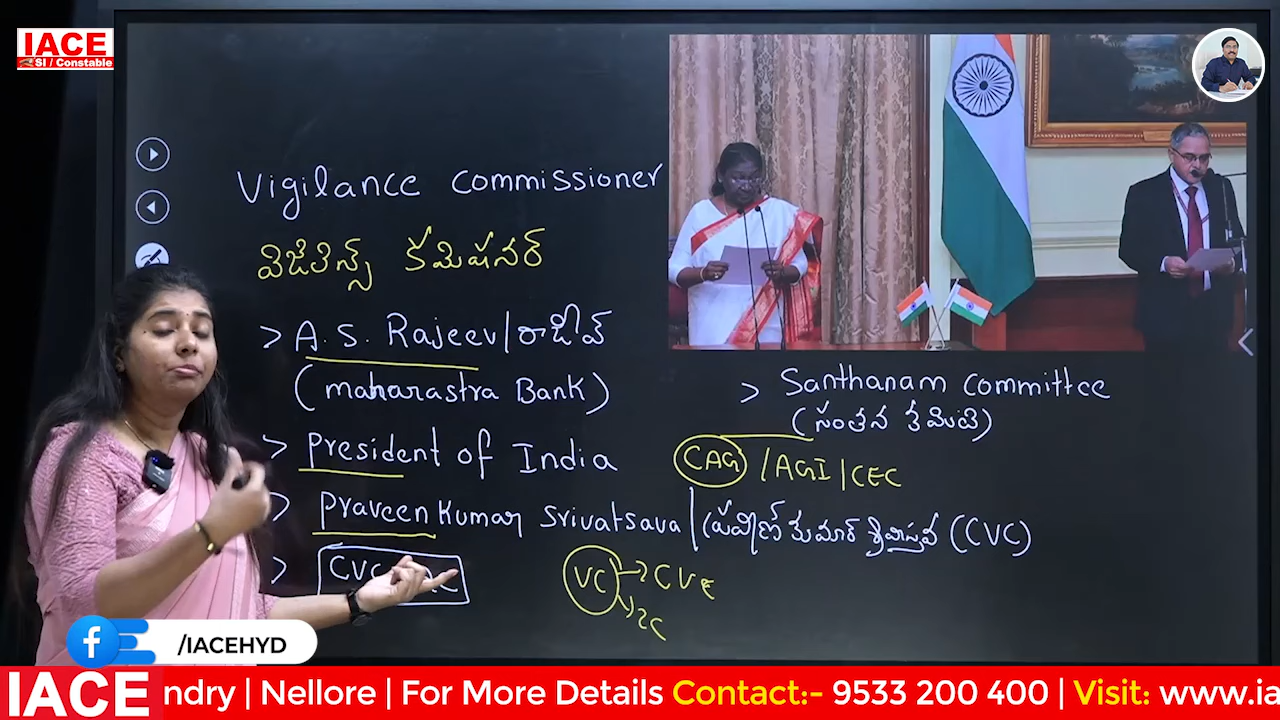 IACE
SI / Constable
Vigilance Commissioner
విజిలెన్స్ కమిషనర్
> A. S. Rajeev / రాజీవ్
(maharastra Bank)
> President of India
> Praveen Kumar Srivatsava / ప్రవీణ్ కుమార్ శ్రీవాస్తవ (CVC)
> CVC
> Santhanam Committee
(సంతన కమిటీ)
CAG / AGI / CEC
VC → CVC
/IACEHYD
IACE ndry | Nellore | For More Details Contact:- 9533 200 400 | Visit: www.ia